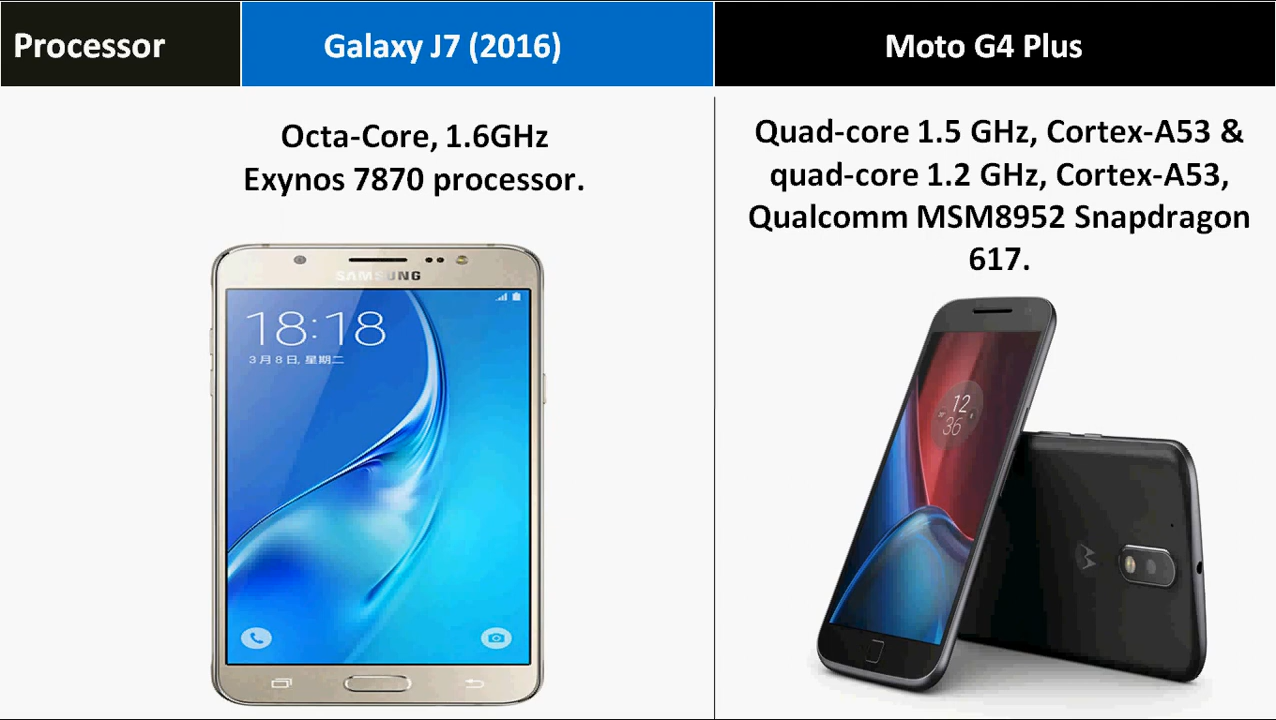 Processor
Galaxy J7 (2016)
Moto G4 Plus
Octa-Core, 1.6GHz
Exynos 7870 processor.
Quad-core 1.5 GHz, Cortex-A53 &
quad-core 1.2 GHz, Cortex-A53,
Qualcomm MSM8952 Snapdragon
617.
SAMSUNG
18:18
3月8日, 星期二
12
36